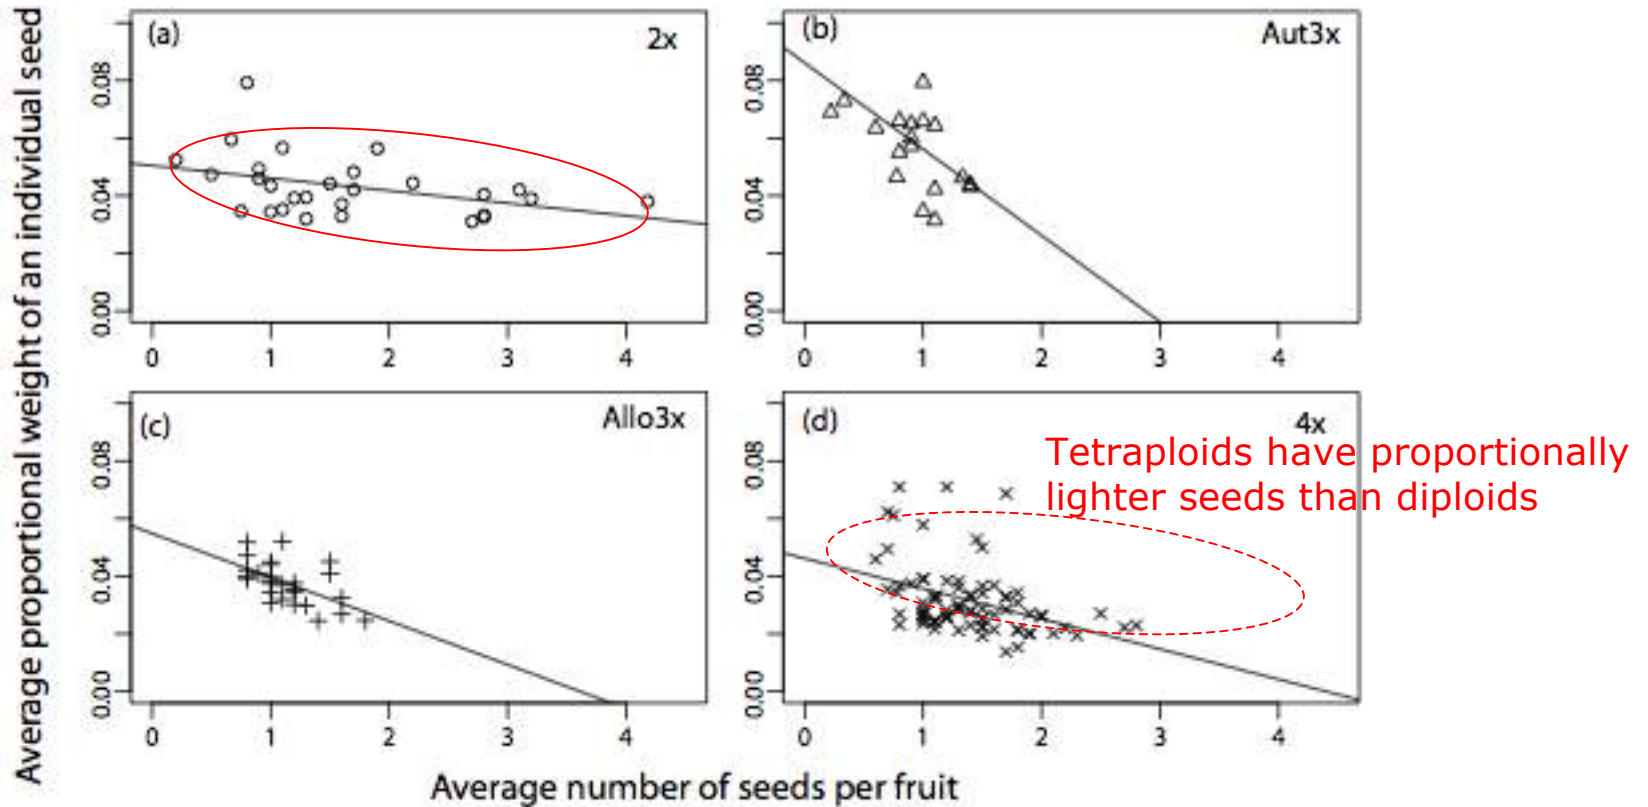 Average proportional weight of an individual seed
(a)
2x
0.08
0.04
0.00
0 1 2 3 4
(b)
Aut3x
0.08
0.04
0.00
0 1 2 3 4
(c)
Allo3x
0.08
0.04
0.00
0 1 2 3 4
(d)
4x
Tetraploids have proportionally
lighter seeds than diploids
0.08
0.04
0.00
0 1 2 3 4
Average number of seeds per fruit